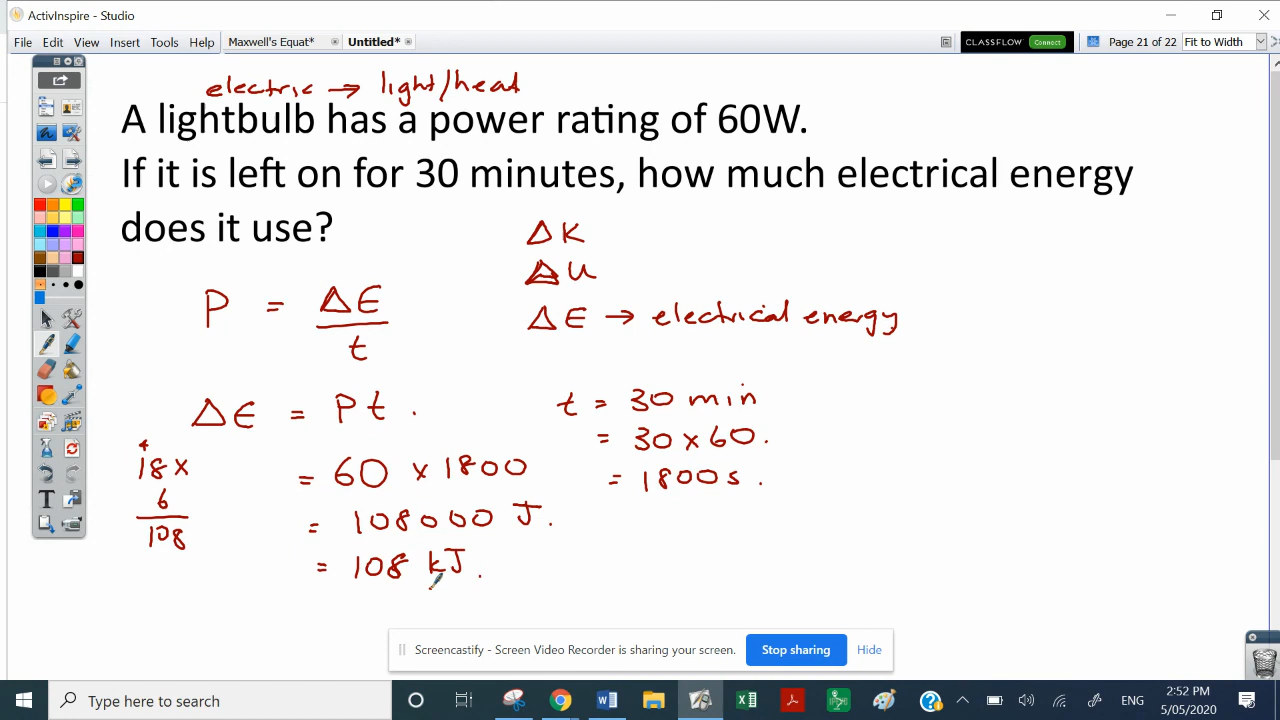 ActivInspire - Studio
File Edit View Insert Tools Help
Maxwell's Equat*
Untitled*
CLASSFLOW Connect
Page 21 of 22
Fit to Width
electric → light/heat
A lightbulb has a power rating of 60W.
If it is left on for 30 minutes, how much electrical energy
does it use?
ΔK
ΔU
ΔE → electrical energy
P = ΔE
t
ΔE = Pt.
t = 30 min
= 30 x 60.
= 1800 s.
4
18 x
6
108
= 60 x 1800
= 108000 J.
= 108 kJ.
Screencastify - Screen Video Recorder is sharing your screen.
Stop sharing
Hide
Type here to search
ENG
2:52 PM
5/05/2020